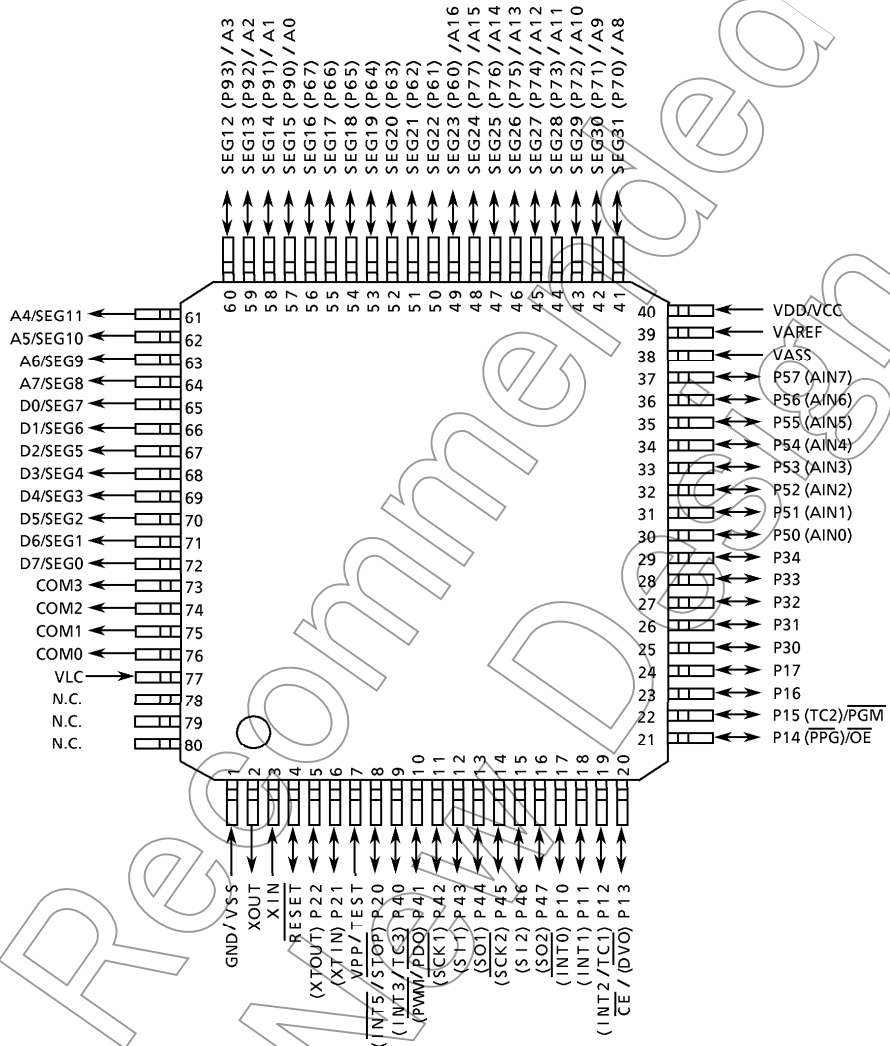 SEG12 (P93) / A3
SEG13 (P92) / A2
SEG14 (P91) / A1
SEG15 (P90) / A0
SEG16 (P67)
SEG17 (P66)
SEG18 (P65)
SEG19 (P64)
SEG20 (P63)
SEG21 (P62)
SEG22 (P61)
SEG23 (P60) / A16
SEG24 (P77) / A15
SEG25 (P76) / A14
SEG26 (P75) / A13
SEG27 (P74) / A12
SEG28 (P73) / A11
SEG29 (P72) / A10
SEG30 (P71) / A9
SEG31 (P70) / A8
60 59 58 57 56 55 54 53 52 51 50 49 48 47 46 45 44 43 42 41
A4/SEG11 61
A5/SEG10 62
A6/SEG9 63
A7/SEG8 64
D0/SEG7 65
D1/SEG6 66
D2/SEG5 67
D3/SEG4 68
D4/SEG3 69
D5/SEG2 70
D6/SEG1 71
D7/SEG0 72
COM3 73
COM2 74
COM1 75
COM0 76
VLC 77
N.C. 78
N.C. 79
N.C. 80
40 VDD/VCC
39 VAREF
38 VASS
37 P57 (AIN7)
36 P56 (AIN6)
35 P55 (AIN5)
34 P54 (AIN4)
33 P53 (AIN3)
32 P52 (AIN2)
31 P51 (AIN1)
30 P50 (AIN0)
29 P34
28 P33
27 P32
26 P31
25 P30
24 P17
23 P16
22 P15 (TC2)/PGM
21 P14 (PPG)/OE
1 2 3 4 5 6 7 8 9 10 11 12 13 14 15 16 17 18 19 20
GND/VSS
XOUT
XIN
RESET
(XTOUT) P22
(XTIN) P21
VPP/TEST
(INT5/STOP) P20
(INT3/TC3) P40
(PWM/PDO) P41
(SCK1) P42
(SI1) P43
(SO1) P44
(SCK2) P45
(SI2) P46
(SO2) P47
(INT0) P10
(INT1) P11
(INT2/TC1) P12
CE / (DVO) P13
Recommended
New Design